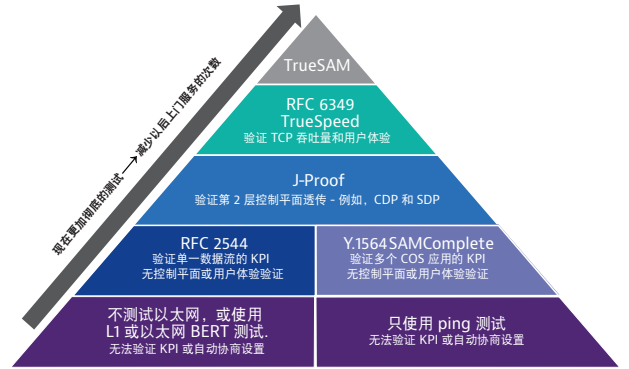 现在更加彻底的测试 → 减少以后上门服务的次数
TrueSAM
RFC 6349
TrueSpeed
验证 TCP 吞吐量和用户体验
J-Proof
验证第 2 层控制平面透传 - 例如，CDP 和 SDP
RFC 2544
验证单一数据流的 KPI
无控制平面或用户体验验证
Y.1564SAMComplete
验证多个 COS 应用的 KPI
无控制平面或用户体验验证
不测试以太网，或使用
L1 或以太网 BERT 测试.
无法验证 KPI 或自动协商设置
只使用 ping 测试
无法验证 KPI 或自动协商设置